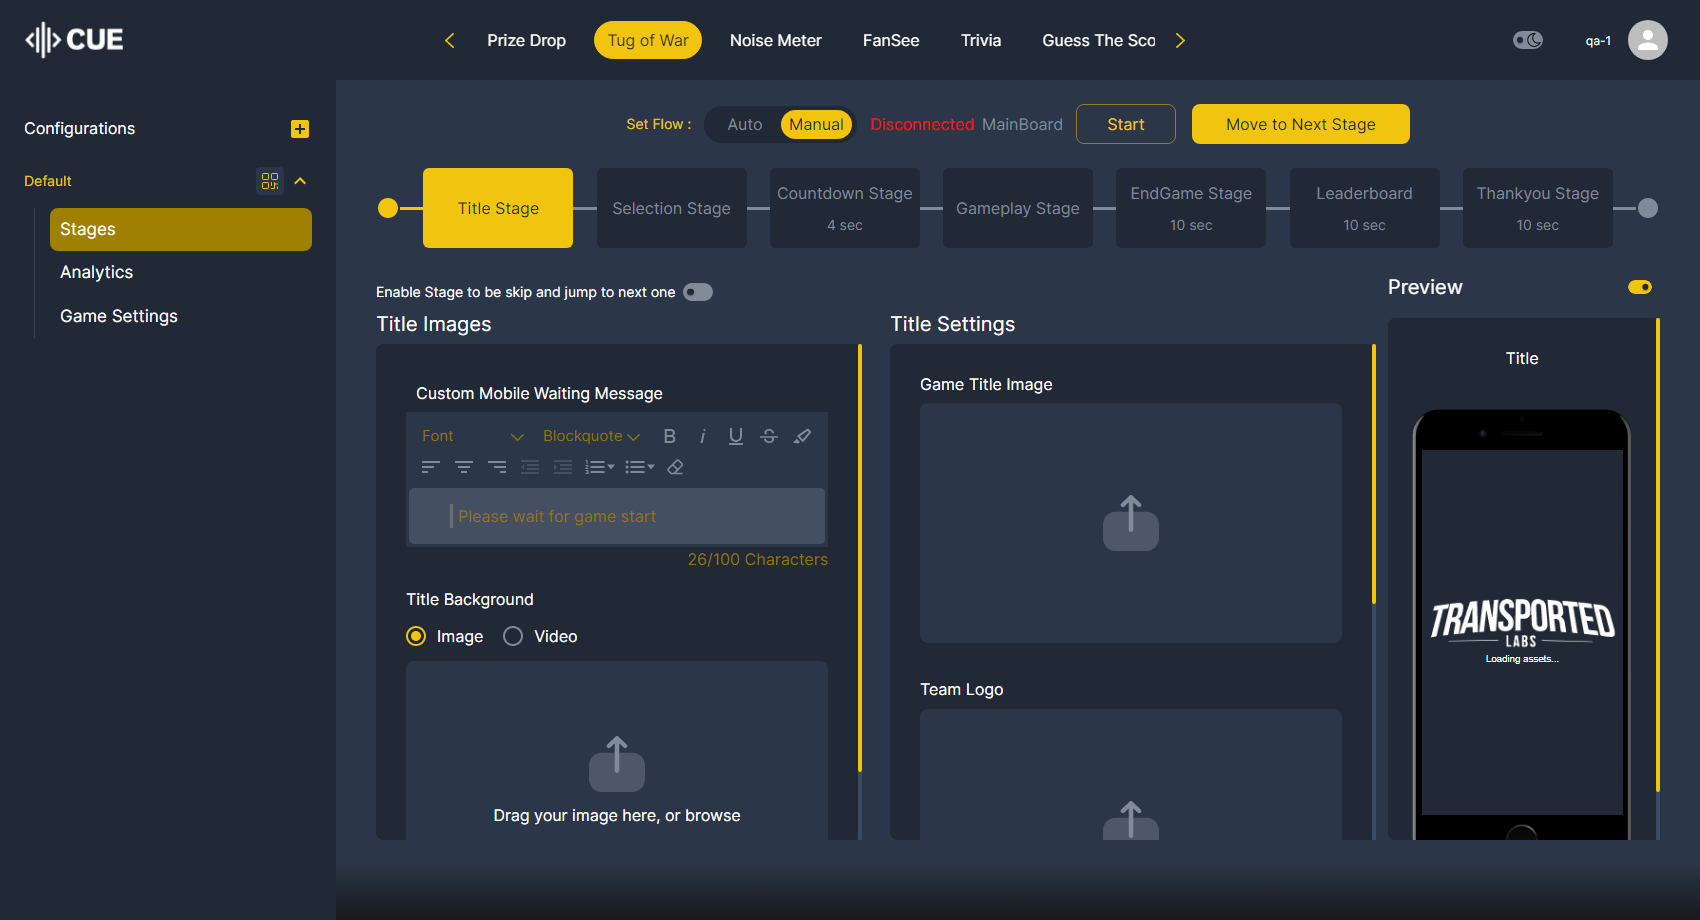 CUE
Prize Drop
Tug of War
Noise Meter
FanSee
Trivia
Guess The Sco
qa-1
Configurations
Default
Stages
Analytics
Game Settings
Set Flow :
Auto
Manual
Disconnected MainBoard
Start
Move to Next Stage
Title Stage
Selection Stage
Countdown Stage
4 sec
Gameplay Stage
EndGame Stage
10 sec
Leaderboard
10 sec
Thankyou Stage
10 sec
Enable Stage to be skip and jump to next one
Title Images
Custom Mobile Waiting Message
Font
Blockquote
B
i
U
S
Please wait for game start
26/100 Characters
Title Background
Image
Video
Drag your image here, or browse
Title Settings
Game Title Image
Team Logo
Preview
Title
TRANSPORTED
LABS
Loading assets...